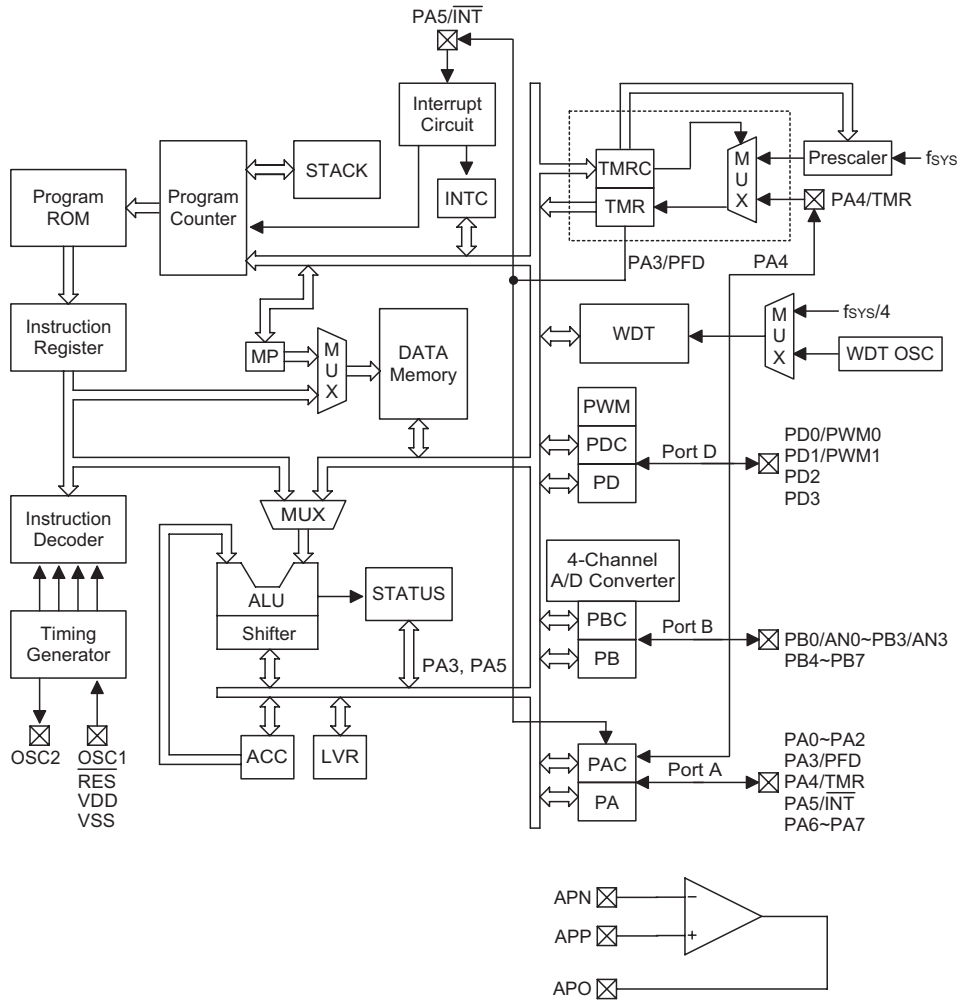 PA5/INT
Interrupt
Circuit
STACK
INTC
Program
ROM
Program
Counter
TMRC
TMR
MUX
Prescaler
fSYS
PA4/TMR
PA3/PFD
PA4
Instruction
Register
MP
MUX
DATA
Memory
WDT
MUX
fSYS/4
WDT OSC
PWM
PDC
PD
Port D
PD0/PWM0
PD1/PWM1
PD2
PD3
Instruction
Decoder
MUX
ALU
Shifter
STATUS
4-Channel
A/D Converter
PBC
PB
Port B
PB0/AN0~PB3/AN3
PB4~PB7
Timing
Generator
PA3, PA5
OSC2
OSC1
RES
VDD
VSS
ACC
LVR
PAC
PA
Port A
PA0~PA2
PA3/PFD
PA4/TMR
PA5/INT
PA6~PA7
APN
−
APP
+
APO